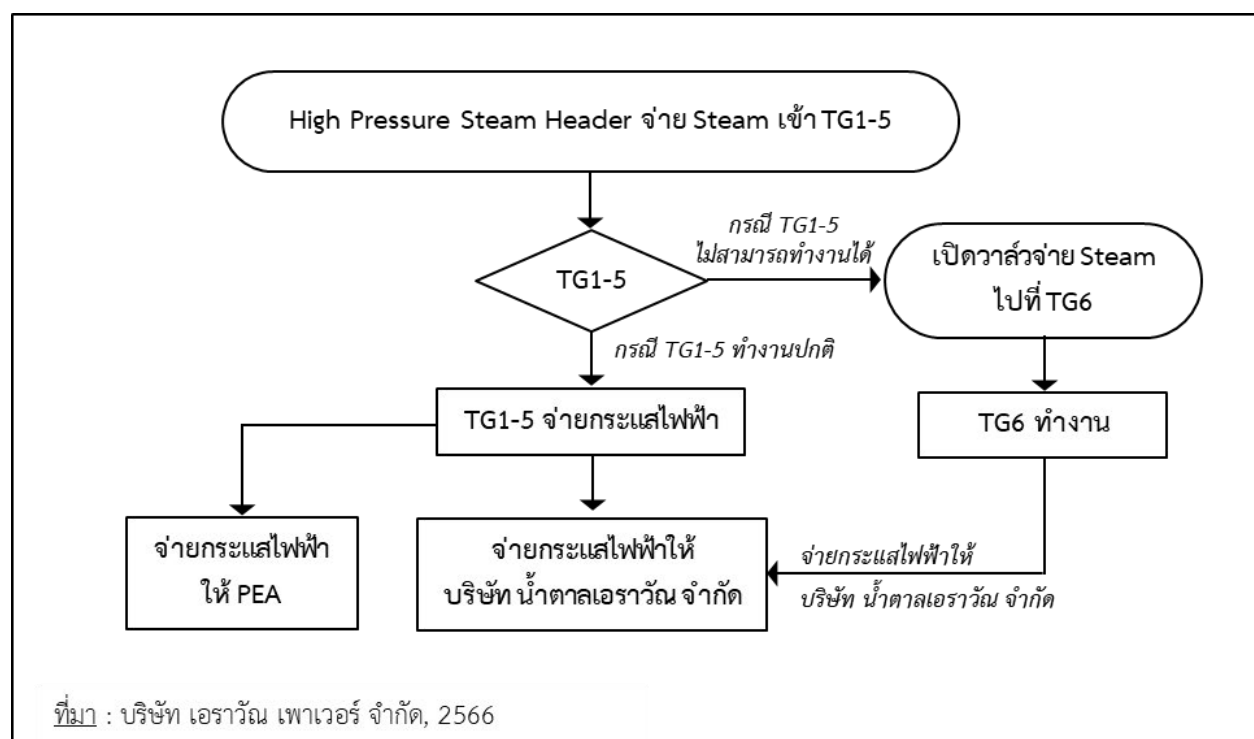 High Pressure Steam Header จ่าย Steam เข้า TG1-5
กรณี TG1-5
ไม่สามารถทำงานได้
TG1-5
เปิดวาล์วจ่าย Steam
ไปที่ TG6
กรณี TG1-5 ทำงานปกติ
TG1-5 จ่ายกระแสไฟฟ้า
TG6 ทำงาน
จ่ายกระแสไฟฟ้า
ให้ PEA
จ่ายกระแสไฟฟ้าให้
บริษัท น้ำตาลเอราวัณ จำกัด
จ่ายกระแสไฟฟ้าให้
บริษัท น้ำตาลเอราวัณ จำกัด
ที่มา : บริษัท เอราวัณ เพาเวอร์ จำกัด, 2566